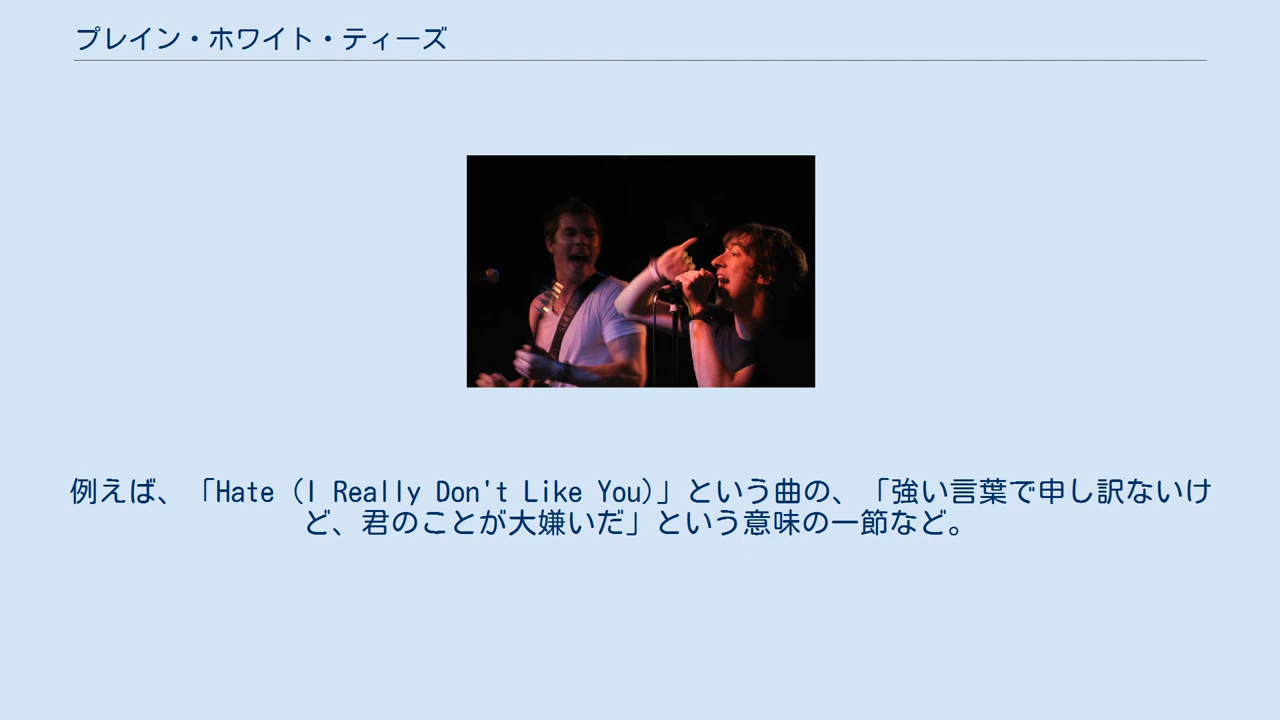 プレイン・ホワイト・ティーズ
例えば、「Hate (I Really Don't Like You)」という曲の、「強い言葉で申し訳ないけ
ど、君のことが大嫌いだ」という意味の一節など。